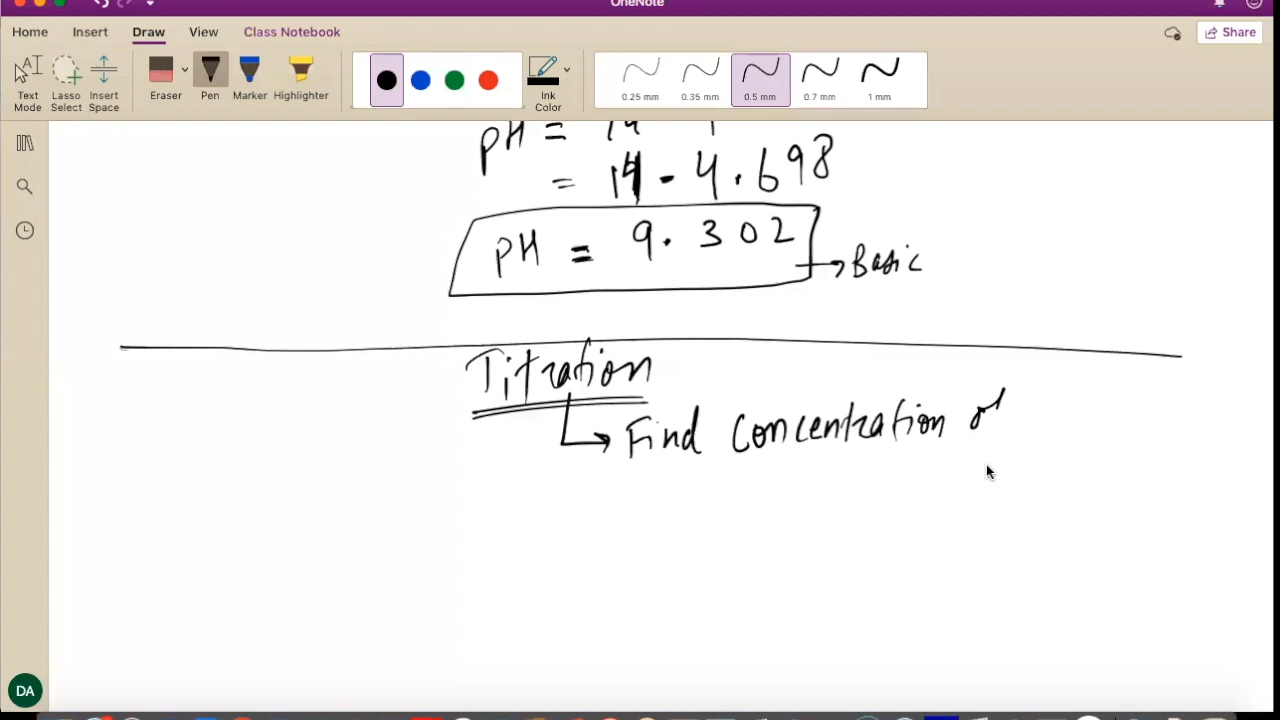 OneNote
Home Insert Draw View Class Notebook Share
Text Mode Lasso Select Insert Space Eraser Pen Marker Highlighter Ink Color 0.25 mm 0.35 mm 0.5 mm 0.7 mm 1 mm
pH =
= 14 - 4.698
pH = 9.302
→ Basic
Titration
↳ Find Concentration of
DA